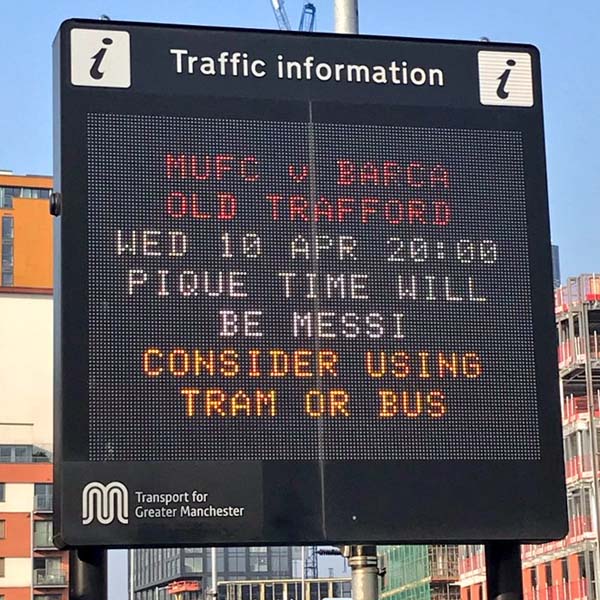 i Traffic information i
MUFC v BAFCA
OLD TRAFFORD
WED 10 APR 20:00
PIQUE TIME WILL
BE MESSI
CONSIDER USING
TRAM OR BUS
Transport for
Greater Manchester